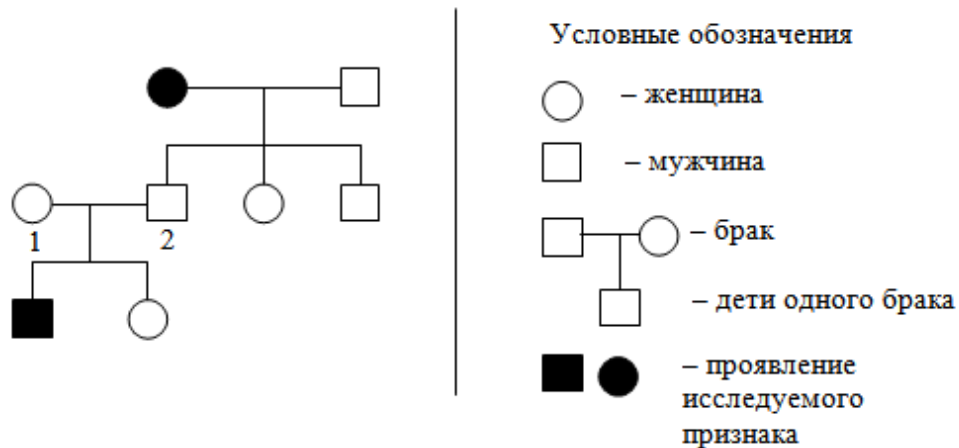 Условные обозначения
– женщина
– мужчина
1
2
– брак
– дети одного брака
– проявление
исследуемого
признака